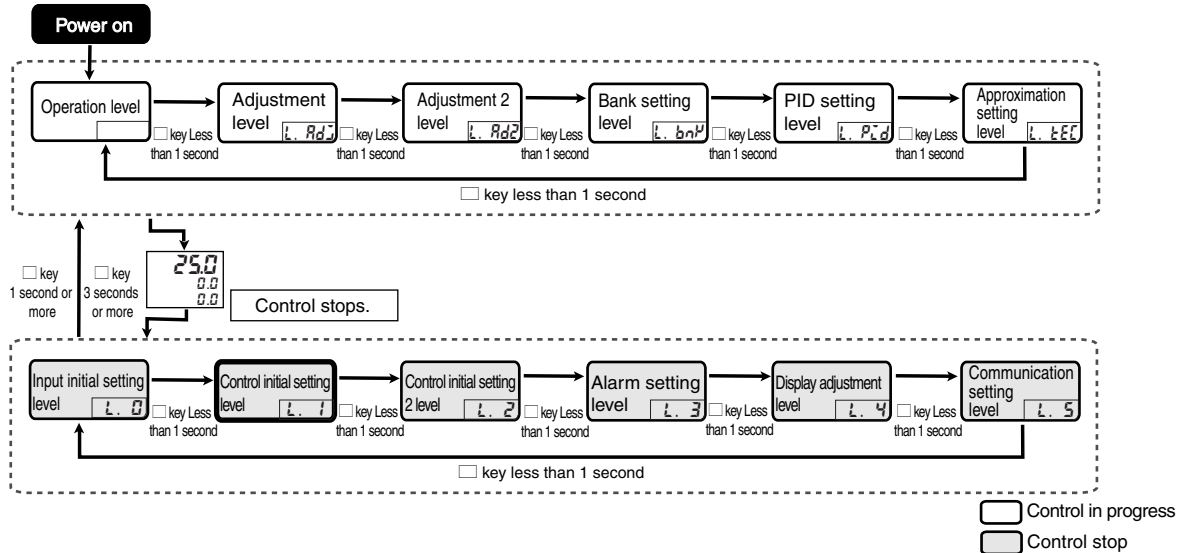 Power on
Operation level
Adjustment
level
L. Adj
Adjustment 2
level
L. Ad2
Bank setting
level
L. bnk
PID setting
level
L. Pid
Approximation
setting
level
L. tEC
key Less
than 1 second
key Less
than 1 second
key Less
than 1 second
key Less
than 1 second
key Less
than 1 second
key less than 1 second
key
1 second or
more
key
3 seconds
or more
25.0
0.0
0.0
Control stops.
Input initial setting
level
L. 0
Control initial setting
level
L. 1
Control initial setting
2 level
L. 2
Alarm setting
level
L. 3
Display adjustment
level
L. 4
Communication
setting
level
L. 5
key Less
than 1 second
key Less
than 1 second
key Less
than 1 second
key Less
than 1 second
key Less
than 1 second
key less than 1 second
Control in progress
Control stop